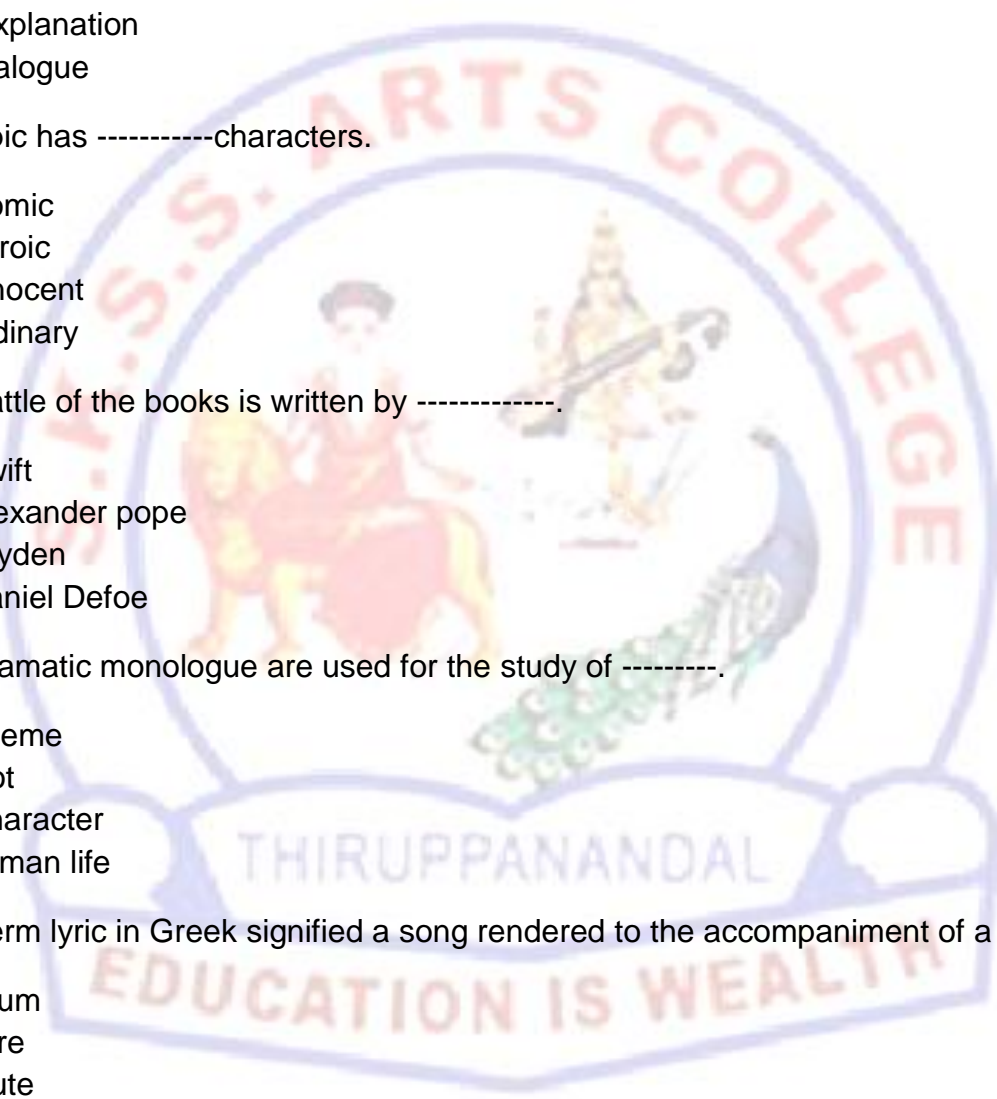 xplanation
alogue
pic has -----------characters.
omic
roic
nocent
dinary
attle of the books is written by -------------.
wift
exander pope
yden
aniel Defoe
amatic monologue are used for the study of ---------.
eme
ot
haracter
man life
erm lyric in Greek signified a song rendered to the accompaniment of a
um
re
ute
S.K.S.S. ARTS COLLEGE
THIRUPPANANDAL
EDUCATION IS WEALTH